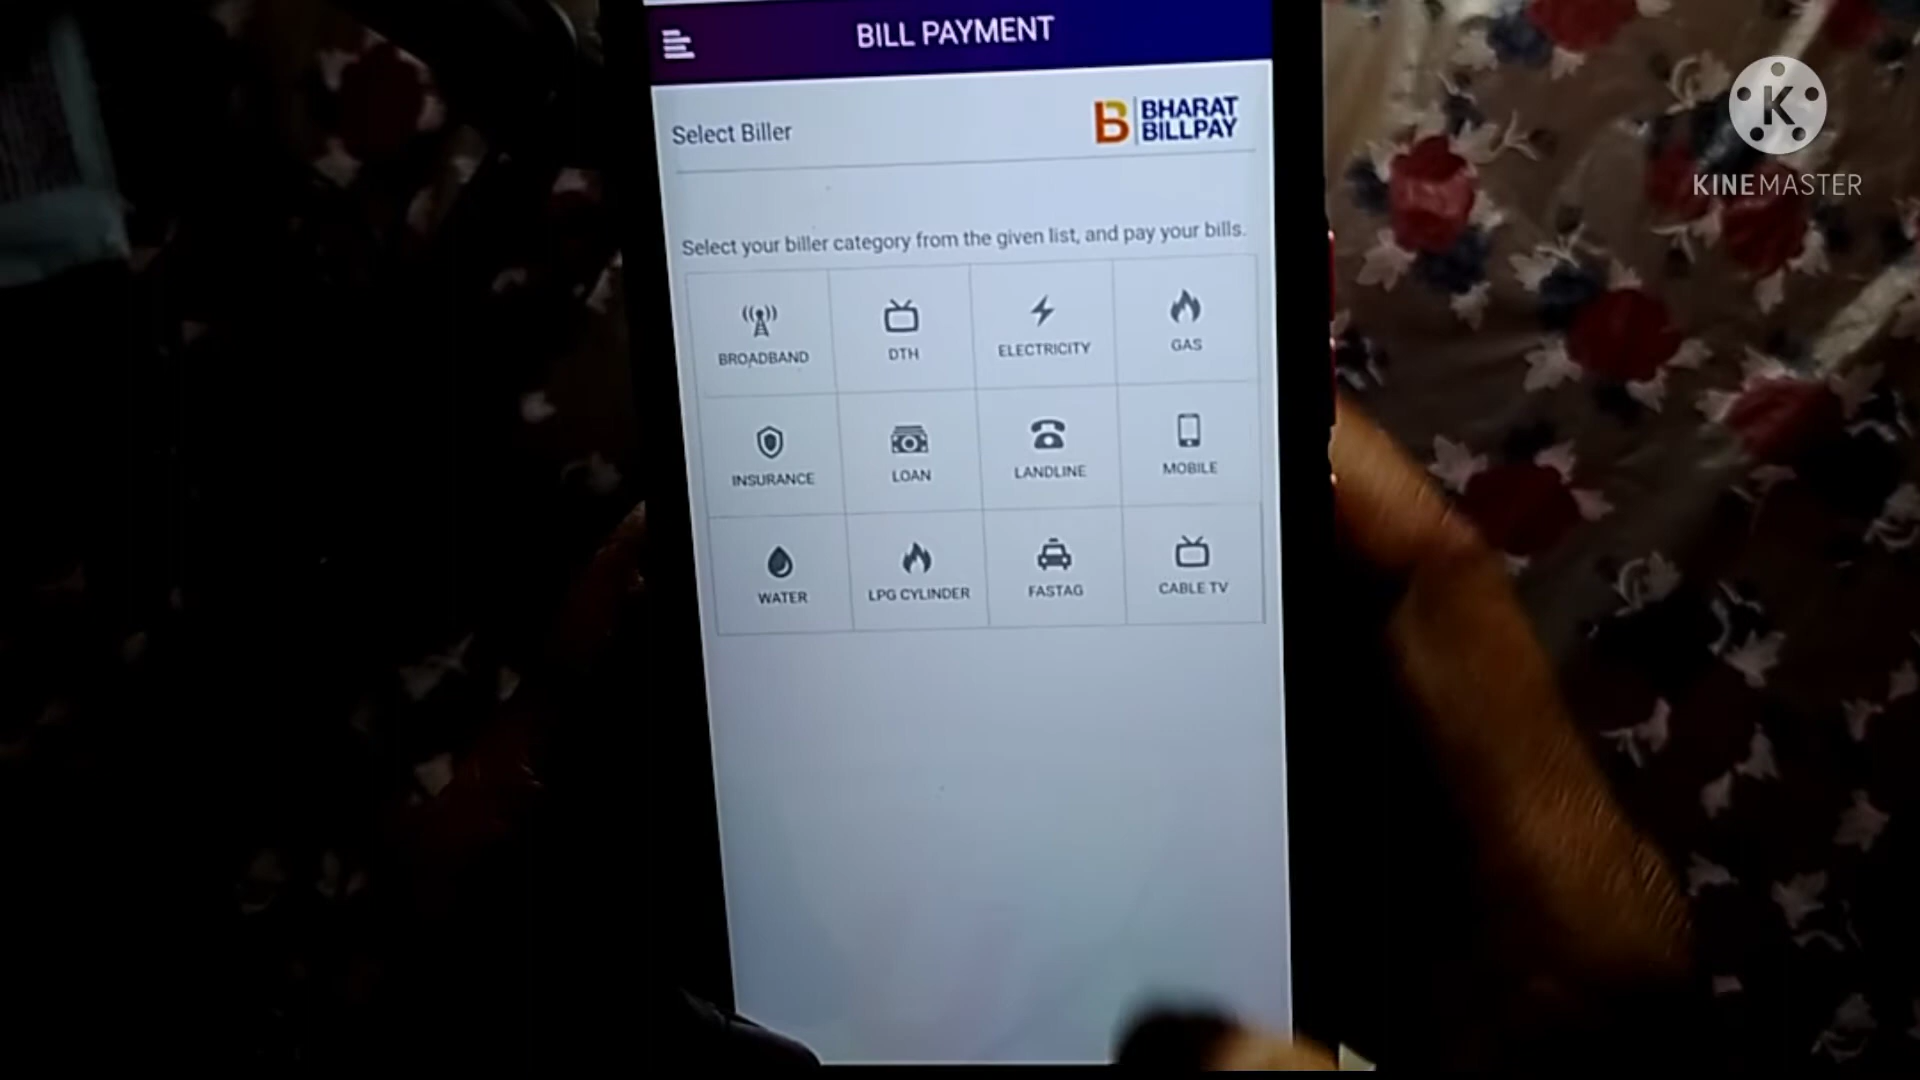 BILL PAYMENT
Select Biller
BHARAT
BILLPAY
Select your biller category from the given list, and pay your bills.
BROADBAND
DTH
ELECTRICITY
GAS
INSURANCE
LOAN
LANDLINE
MOBILE
WATER
LPG CYLINDER
FASTAG
CABLE TV
K
KINEMASTER